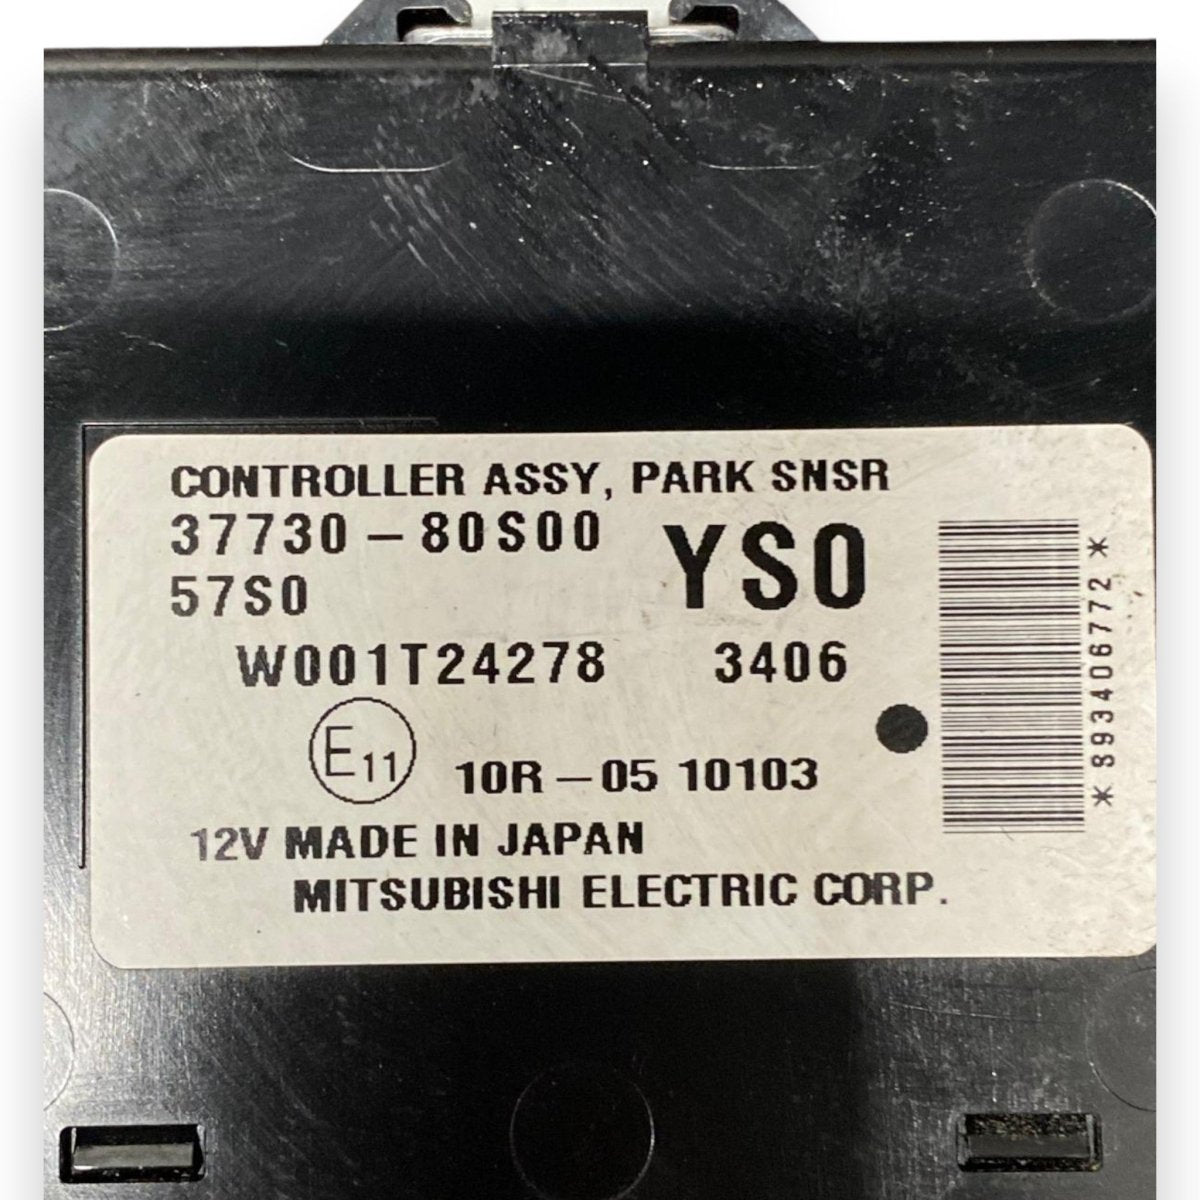 CONTROLLER ASSY, PARK SNSR
37730-80S00
YS0
57S0
W001T24278 3406
E11 10R-05 10103
12V MADE IN JAPAN
MITSUBISHI ELECTRIC CORP.
*893406772*